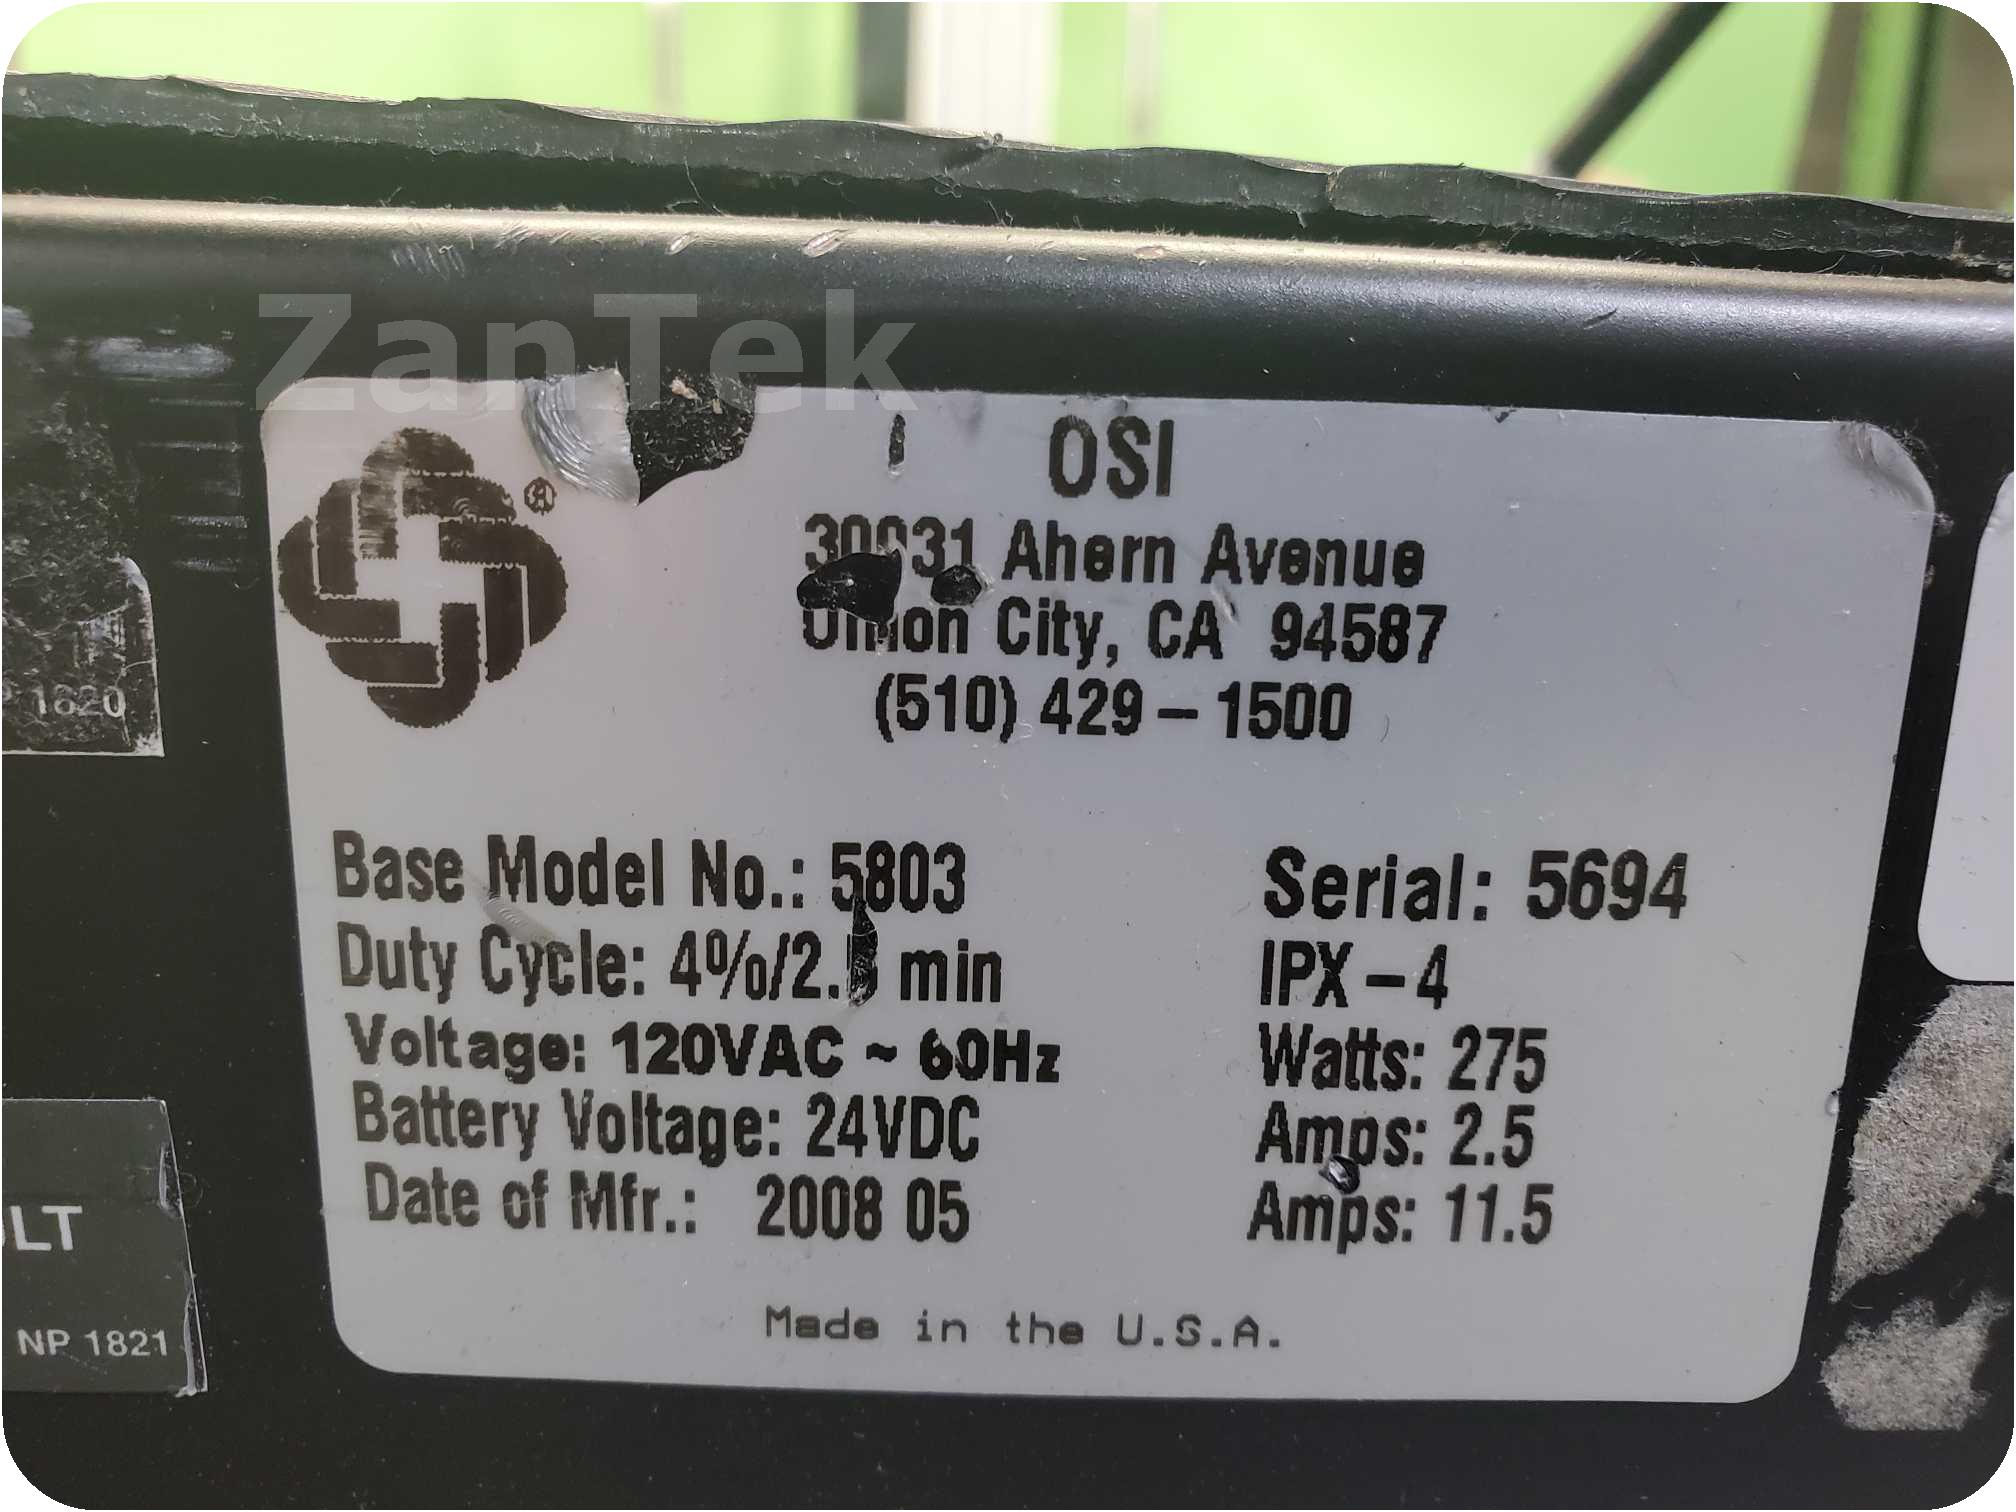 ZanTek
®
OSI
30031 Ahern Avenue
Union City, CA 94587
(510) 429-1500
Base Model No.: 5803
Serial: 5694
Duty Cycle: 4%/2. min
IPX-4
Voltage: 120VAC ~ 60Hz
Watts: 275
Battery Voltage: 24VDC
Amps: 2.5
Date of Mfr.: 2008 05
Amps: 11.5
Made in the U.S.A.
1620
LT
NP 1821